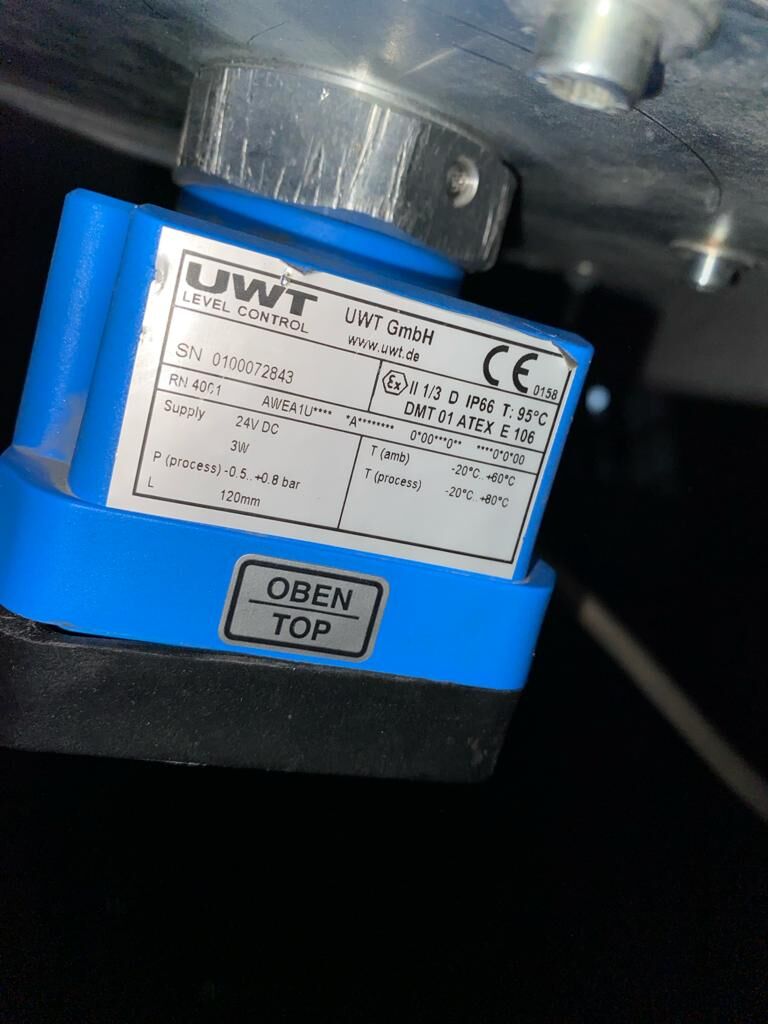 UWT
LEVEL CONTROL
UWT GmbH
www.uwt.de
CE 0158
SN 0100072843
Ex II 1/3 D IP66 T: 95°C
DMT 01 ATEX E 106
RN 4001 AWEA1U**** *A******** 0*00***0** ****0*0*00
Supply 24V DC
3W
P (process) -0.5..+0.8 bar
L 120mm
T (amb) -20°C..+60°C
T (process) -20°C..+80°C
OBEN
TOP